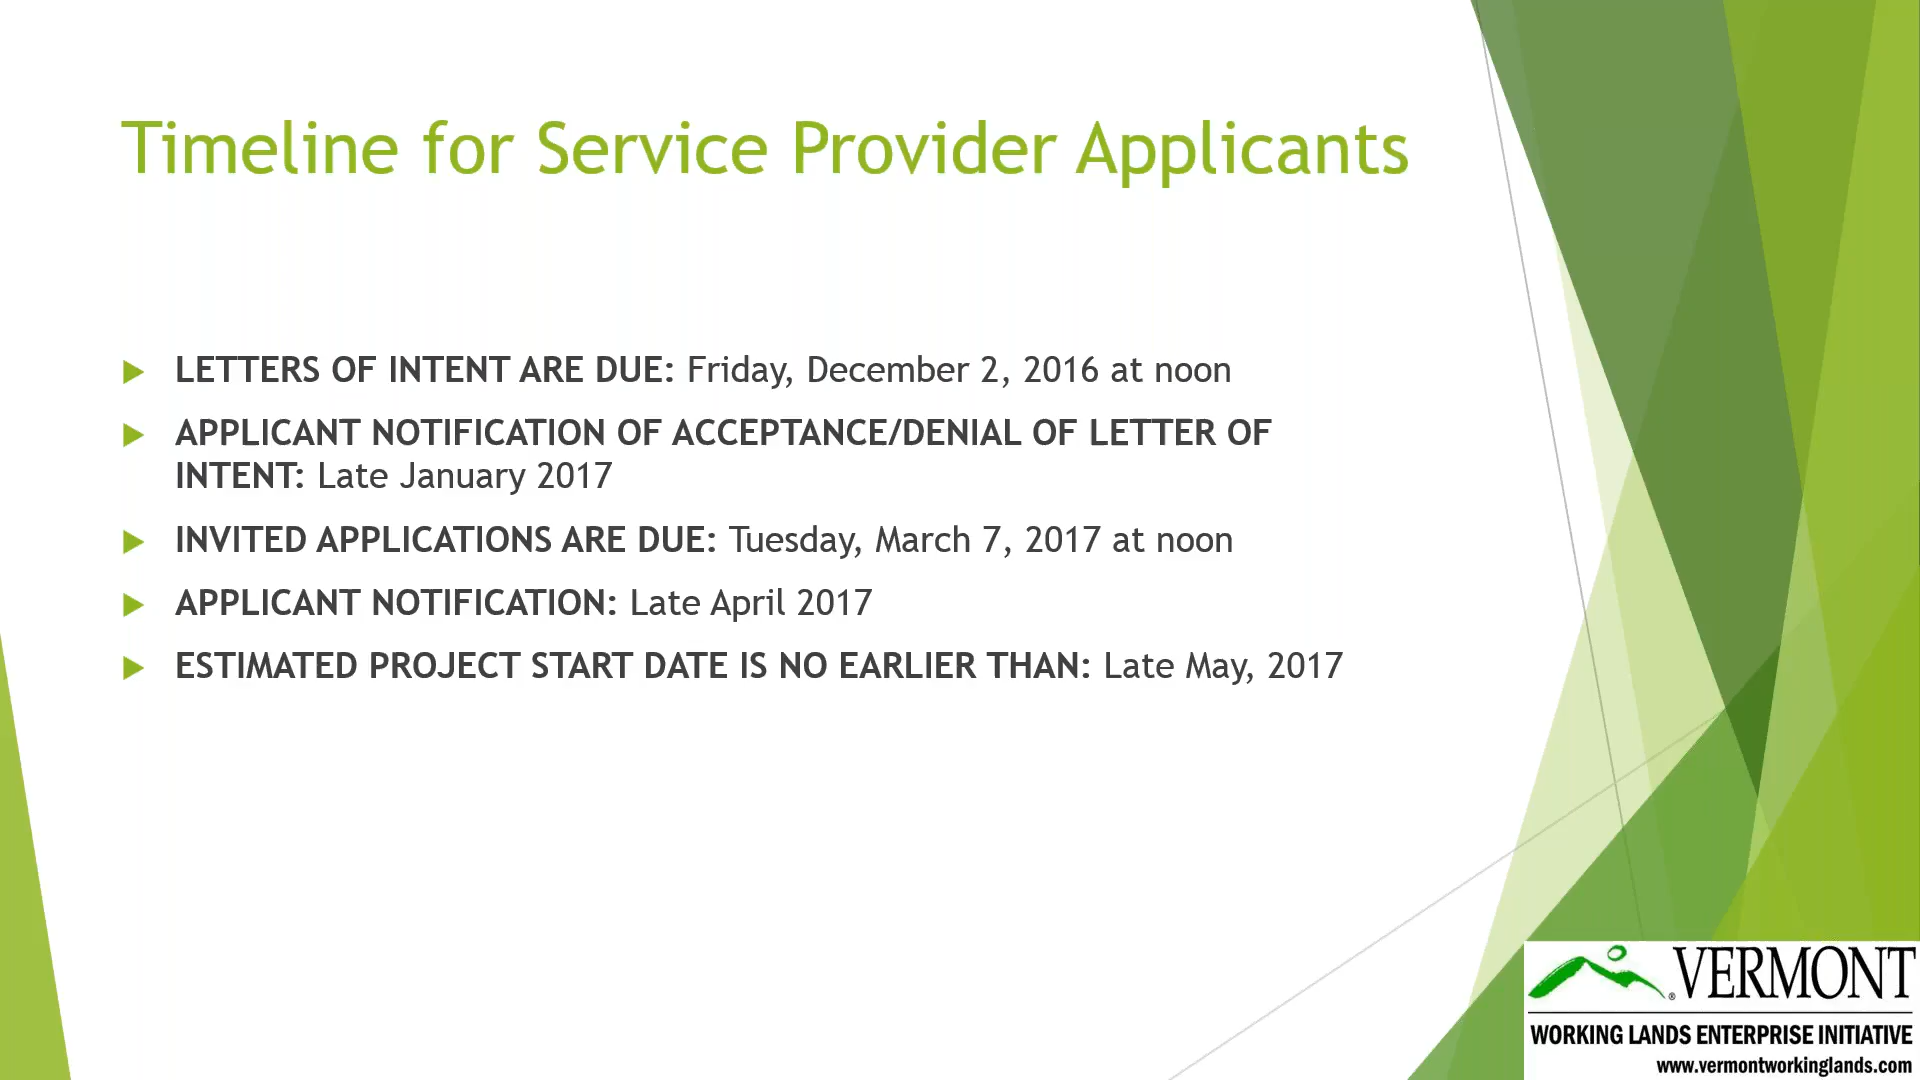 Timeline for Service Provider Applicants
LETTERS OF INTENT ARE DUE: Friday, December 2, 2016 at noon
APPLICANT NOTIFICATION OF ACCEPTANCE/DENIAL OF LETTER OF
INTENT: Late January 2017
INVITED APPLICATIONS ARE DUE: Tuesday, March 7, 2017 at noon
APPLICANT NOTIFICATION: Late April 2017
ESTIMATED PROJECT START DATE IS NO EARLIER THAN: Late May, 2017
®VERMONT
WORKING LANDS ENTERPRISE INITIATIVE
www.vermontworkinglands.com